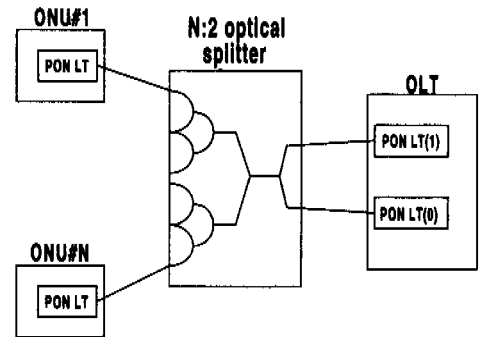 ONU#1
PON LT
N:2 optical
splitter
OLT
PON LT(1)
PON LT(0)
ONU#N
PON LT